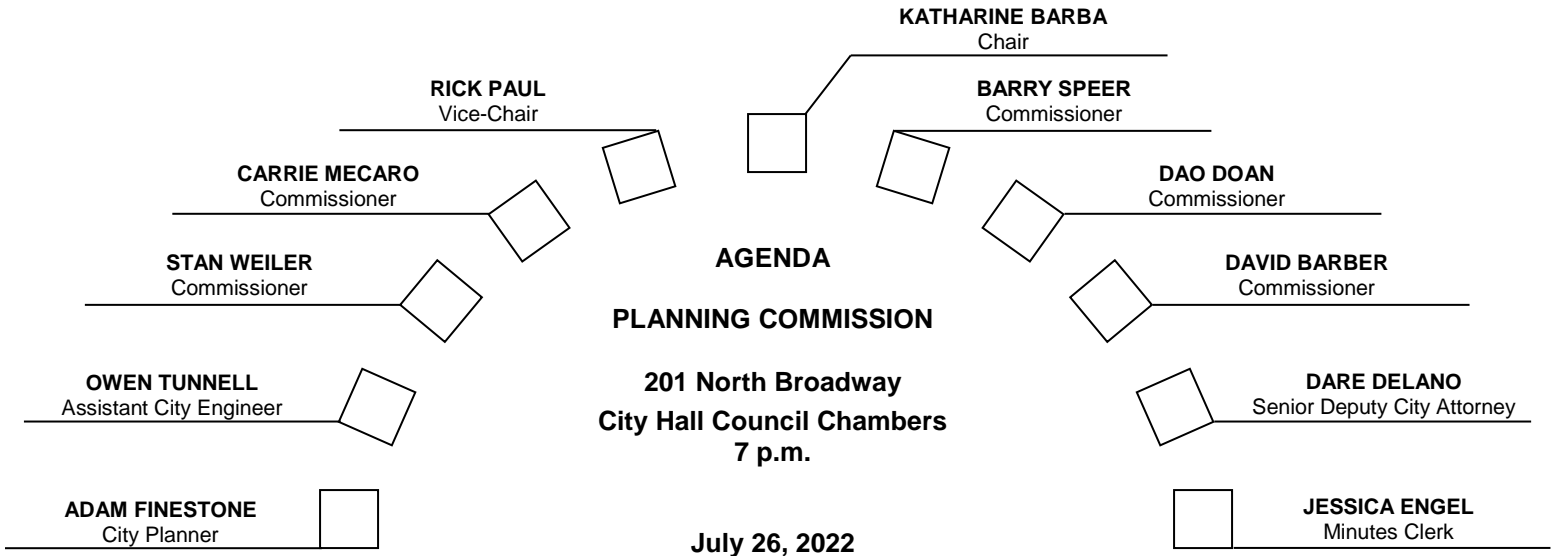 KATHARINE BARBA
Chair
RICK PAUL
Vice-Chair
BARRY SPEER
Commissioner
CARRIE MECARO
Commissioner
DAO DOAN
Commissioner
STAN WEILER
Commissioner
AGENDA
DAVID BARBER
Commissioner
PLANNING COMMISSION
OWEN TUNNELL
Assistant City Engineer
201 North Broadway
City Hall Council Chambers
7 p.m.
DARE DELANO
Senior Deputy City Attorney
ADAM FINESTONE
City Planner
JESSICA ENGEL
Minutes Clerk
July 26, 2022